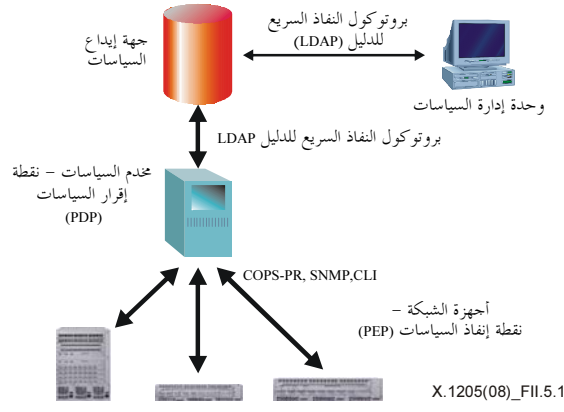 بروتوكول النفاذ السريع
للدليل (LDAP)
جهة إيداع
السياسات
وحدة إدارة السياسات
بروتوكول النفاذ السريع للدليل LDAP
مخدم السياسات – نقطة
إقرار السياسات
(PDP)
COPS-PR, SNMP,CLI
أجهزة الشبكة –
نقطة إنفاذ السياسات (PEP)
X.1205(08)_FII.5.1